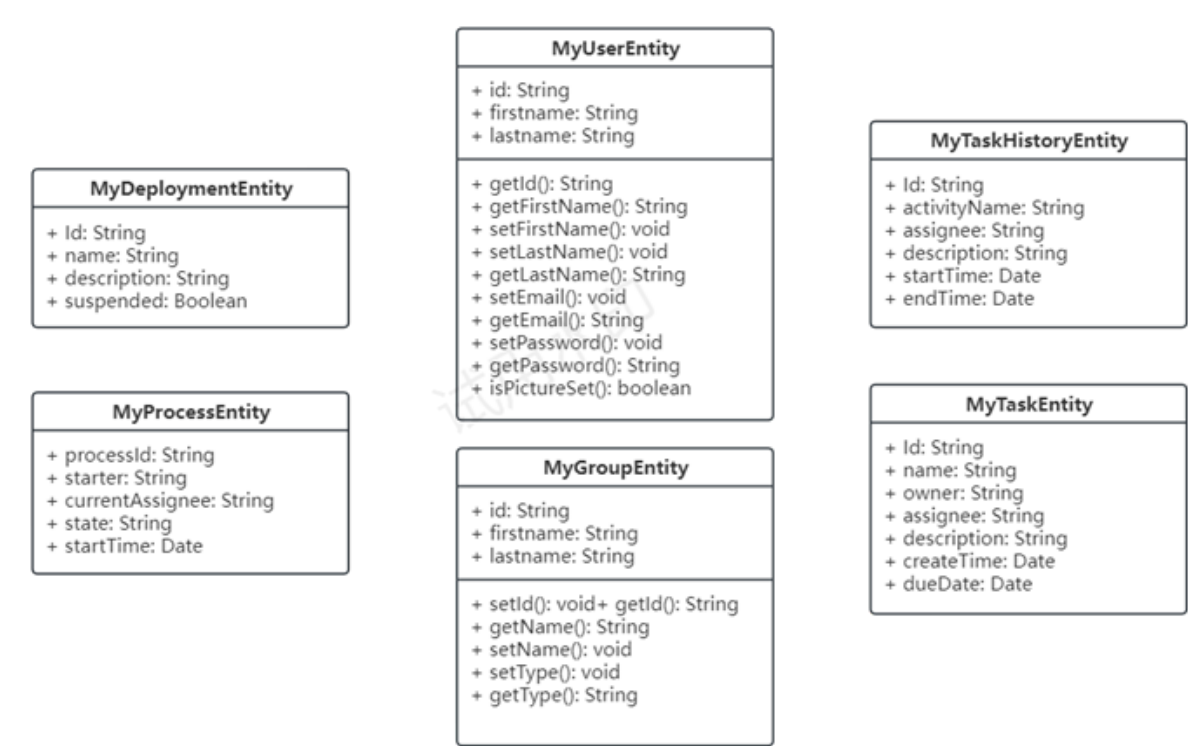 MyDeploymentEntity
+ Id: String
+ name: String
+ description: String
+ suspended: Boolean
MyProcessEntity
+ processId: String
+ starter: String
+ currentAssignee: String
+ state: String
+ startTime: Date
MyUserEntity
+ id: String
+ firstname: String
+ lastname: String
+ getId(): String
+ getFirstName(): String
+ setFirstName(): void
+ setLastName(): void
+ getLastName(): String
+ setEmail(): void
+ getEmail(): String
+ setPassword(): void
+ getPassword(): String
+ isPictureSet(): boolean
MyGroupEntity
+ id: String
+ firstname: String
+ lastname: String
+ setId(): void+ getId(): String
+ getName(): String
+ setName(): void
+ setType(): void
+ getType(): String
MyTaskHistoryEntity
+ Id: String
+ activityName: String
+ assignee: String
+ description: String
+ startTime: Date
+ endTime: Date
MyTaskEntity
+ Id: String
+ name: String
+ owner: String
+ assignee: String
+ description: String
+ createTime: Date
+ dueDate: Date